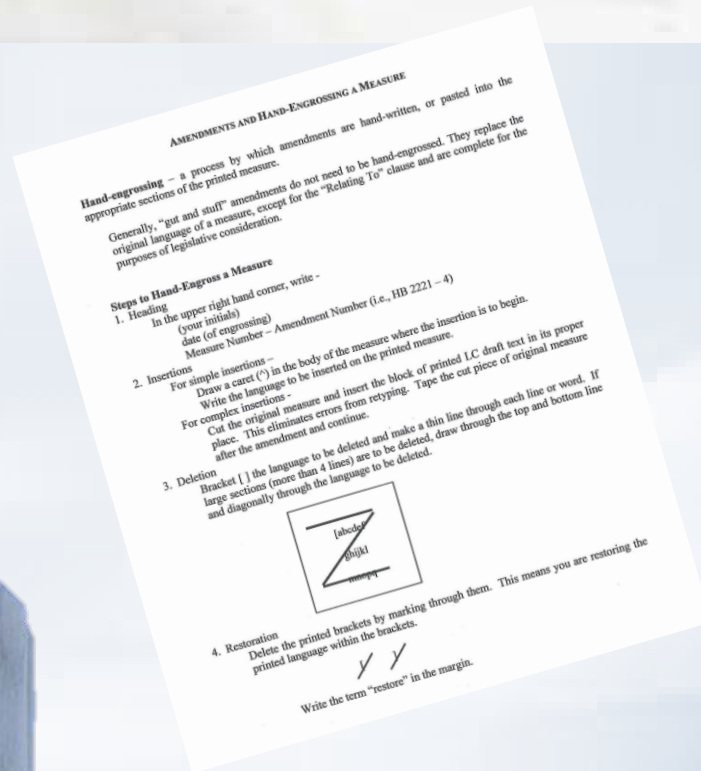 AMENDMENTS AND HAND-ENGROSSING A MEASURE
Hand-engrossing – a process by which amendments are hand-written, or pasted into the
appropriate sections of the printed measure.
Generally, “gut and stuff” amendments do not need to be hand-engrossed. They replace the
original language of a measure, except for the “Relating To” clause and are complete for the
purposes of legislative consideration.
Steps to Hand-Engross a Measure
1. Heading
In the upper right hand corner, write -
(your initials)
date (of engrossing)
Measure Number – Amendment Number (i.e., HB 2221 – 4)
2. Insertions
For simple insertions –
Draw a caret (^) in the body of the measure where the insertion is to begin.
Write the language to be inserted on the printed measure.
For complex insertions -
Cut the original measure and insert the block of printed LC draft text in its proper
place. This eliminates errors from retyping. Tape the cut piece of original measure
after the amendment and continue.
3. Deletion
Bracket [ ] the language to be deleted and make a thin line through each line or word. If
large sections (more than 4 lines) are to be deleted, draw through the top and bottom line
and diagonally through the language to be deleted.
[abcdef
ghijkl
4. Restoration
Delete the printed brackets by marking through them. This means you are restoring the
printed language within the brackets.
Write the term “restore” in the margin.